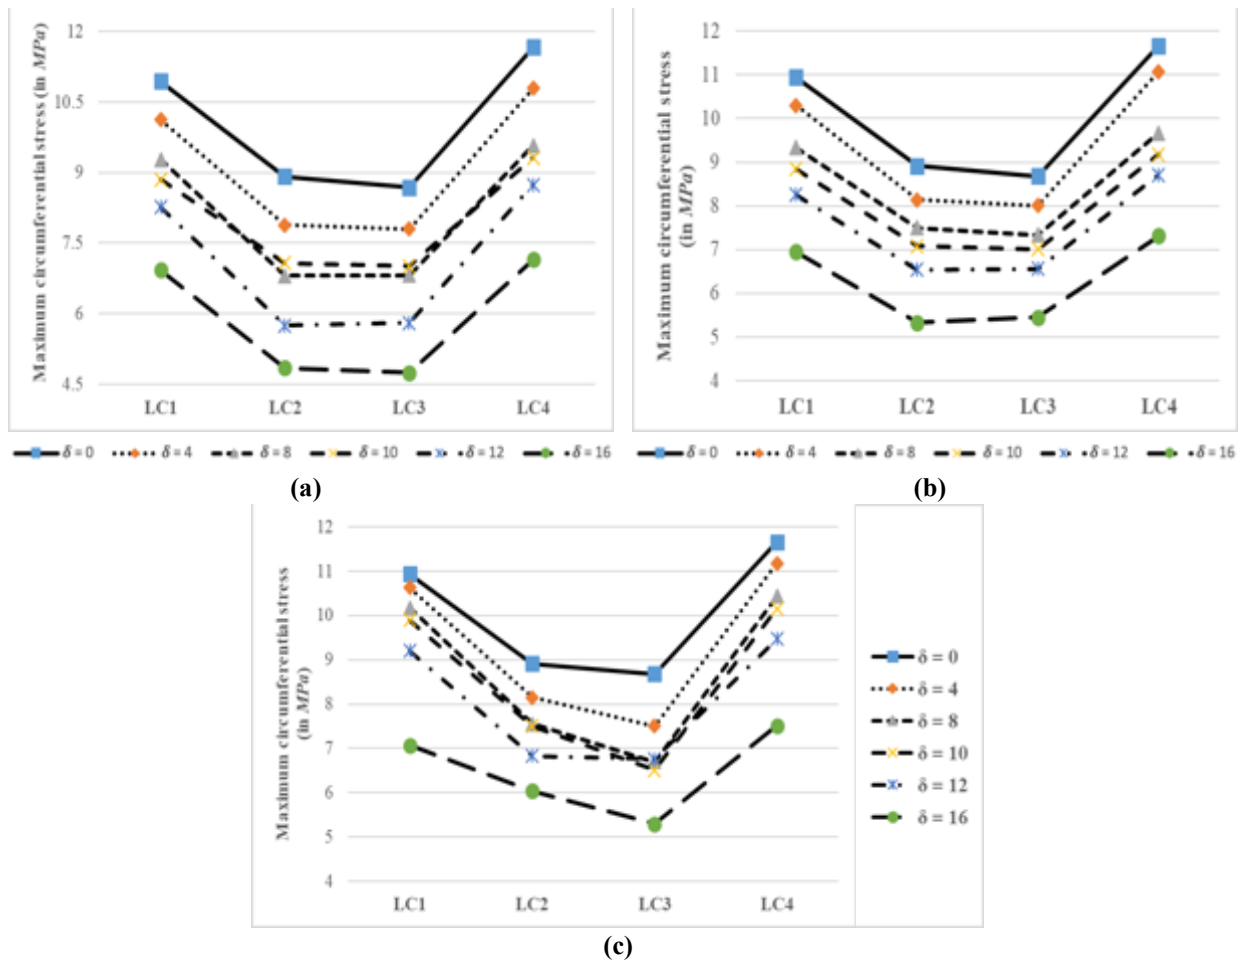 Maximum circumferential stress (in MPa)
12
10.5
9
7.5
6
4.5
LC1 LC2 LC3 LC4
δ = 0 δ = 4 δ = 8 δ = 10 δ = 12 δ = 16
(a)
Maximum circumferential stress
(in MPa)
12
11
10
9
8
7
6
5
4
LC1 LC2 LC3 LC4
δ = 0 δ = 4 δ = 8 δ = 10 δ = 12 δ = 16
(b)
Maximum circumferential stress
(in MPa)
12
11
10
9
8
7
6
5
4
LC1 LC2 LC3 LC4
δ = 0
δ = 4
δ = 8
δ = 10
δ = 12
δ = 16
(c)